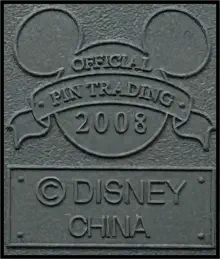 OFFICIAL
PIN TRADING
2008
© DISNEY
CHINA